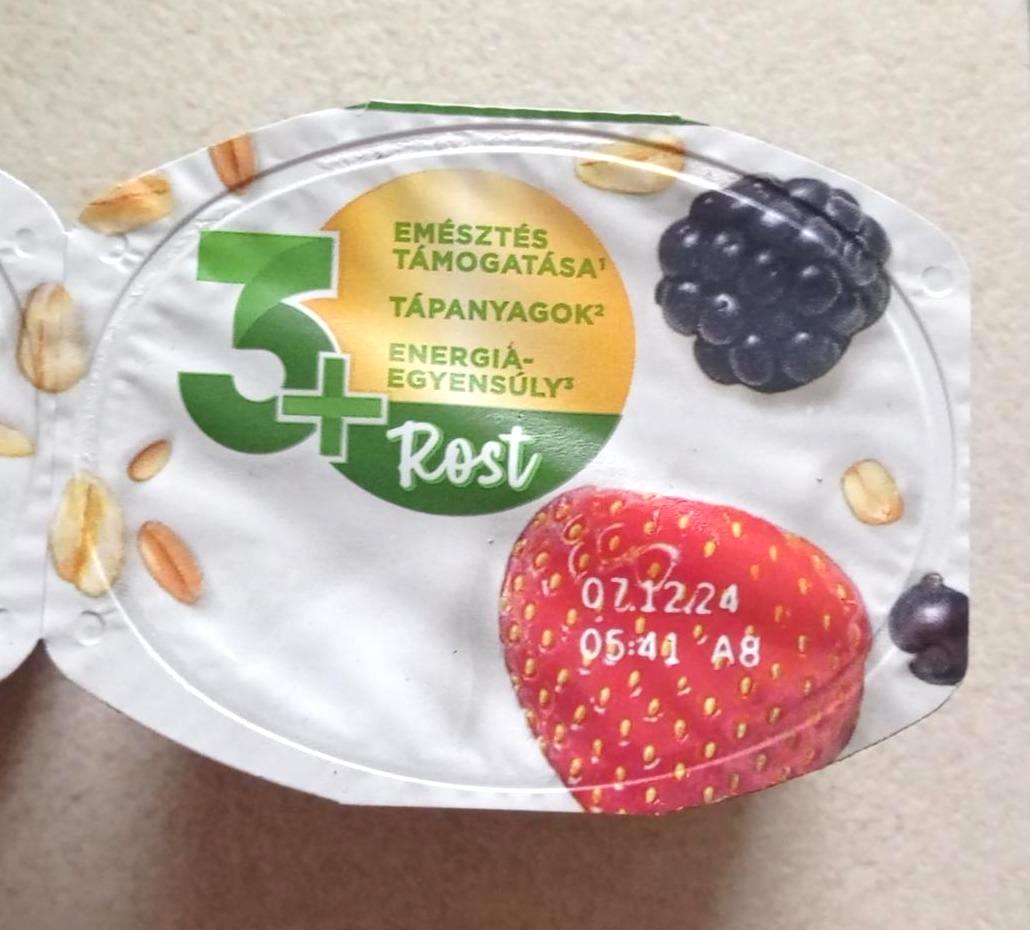 3+
EMÉSZTÉS
TÁMOGATÁSA¹
TÁPANYAGOK²
ENERGIA-
EGYENSÚLY³
Rost
07.12.24
05:41 A8